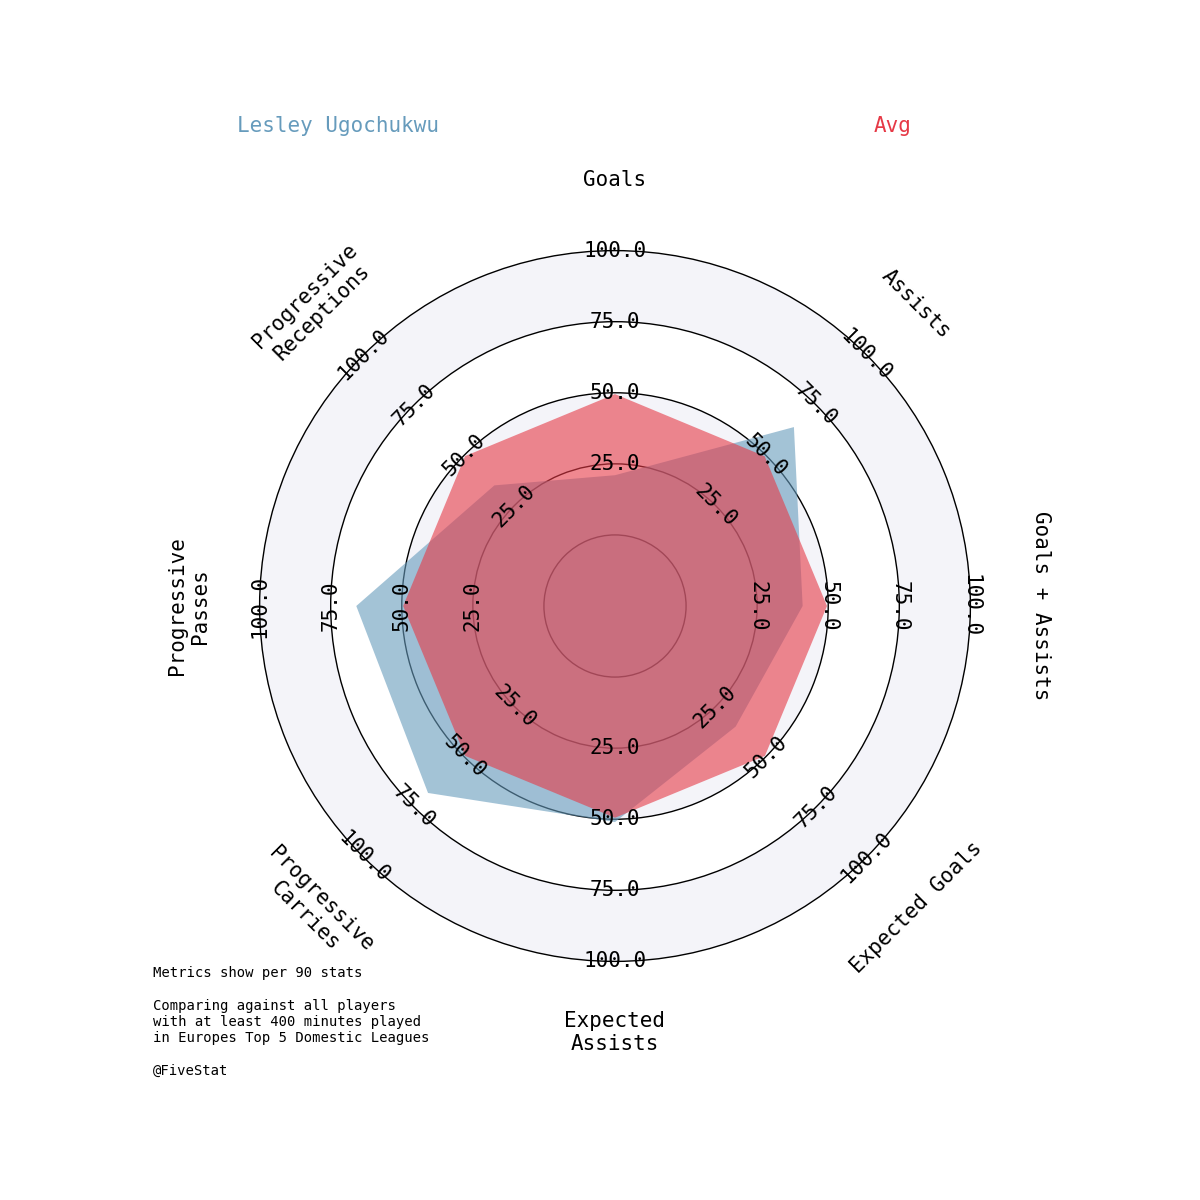 Lesley Ugochukwu
Avg
Goals
100.0
75.0
50.0
25.0
Assists
100.0
75.0
50.0
25.0
Goals + Assists
100.0
75.0
50.0
25.0
Expected Goals
100.0
75.0
50.0
25.0
Expected
Assists
100.0
75.0
50.0
25.0
Progressive
Carries
100.0
75.0
50.0
25.0
Progressive
Passes
100.0
75.0
50.0
25.0
Progressive
Receptions
100.0
75.0
50.0
25.0
Metrics show per 90 stats
Comparing against all players
with at least 400 minutes played
in Europes Top 5 Domestic Leagues
@FiveStat